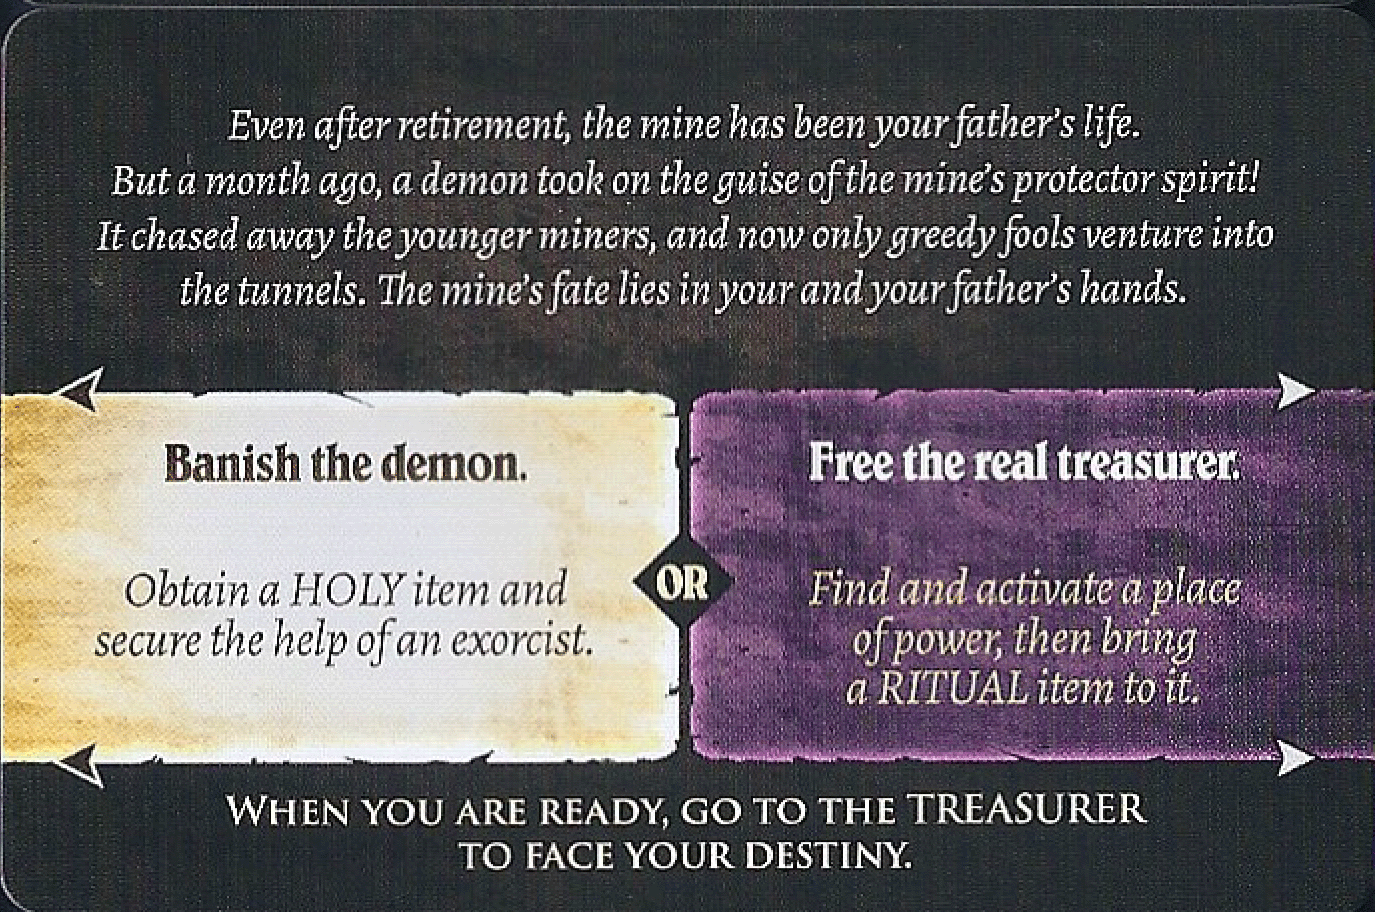 Even after retirement, the mine has been your father's life.
But a month ago, a demon took on the guise of the mine's protector spirit!
It chased away the younger miners, and now only greedy fools venture into
the tunnels. The mine's fate lies in your and your father's hands.
Banish the demon.
Obtain a HOLY item and
secure the help of an exorcist.
OR
Free the real treasurer.
Find and activate a place
of power, then bring
a RITUAL item to it.
WHEN YOU ARE READY, GO TO THE TREASURER
TO FACE YOUR DESTINY.